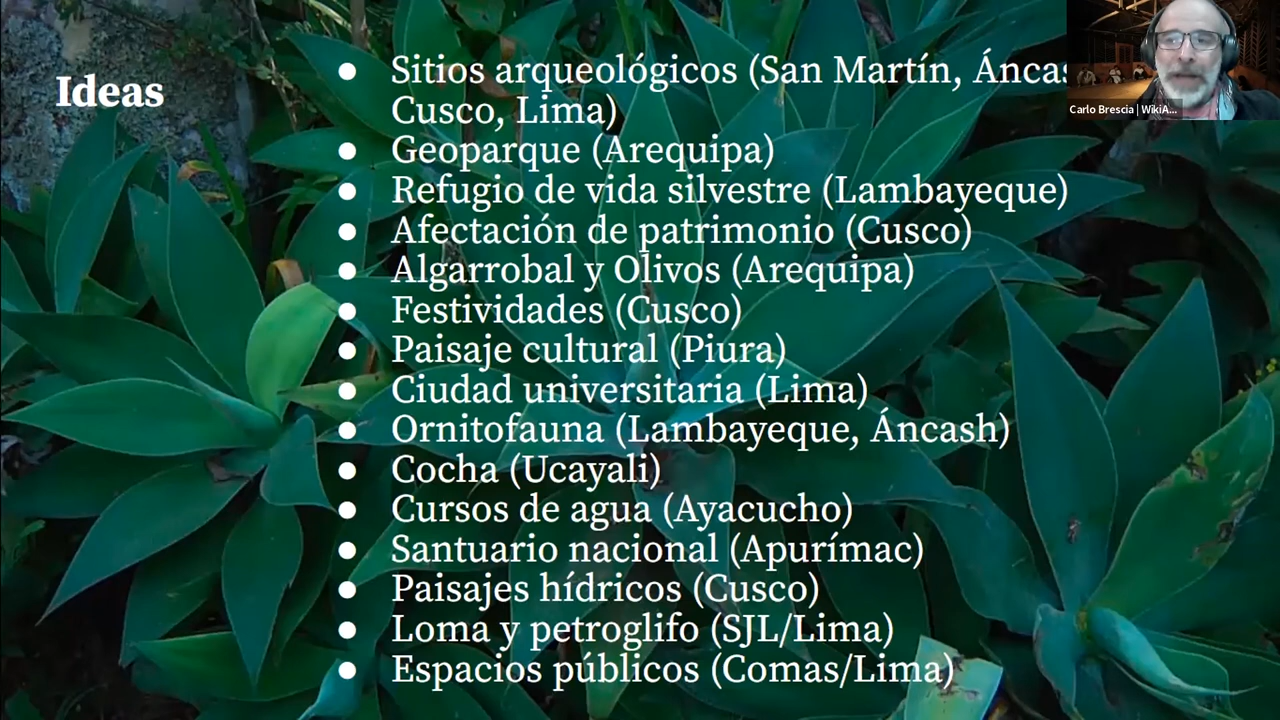 Ideas
● Sitios arqueológicos (San Martín, Áncas
Cusco, Lima)
● Geoparque (Arequipa)
● Refugio de vida silvestre (Lambayeque)
● Afectación de patrimonio (Cusco)
● Algarrobal y Olivos (Arequipa)
● Festividades (Cusco)
● Paisaje cultural (Piura)
● Ciudad universitaria (Lima)
● Ornitofauna (Lambayeque, Áncash)
● Cocha (Ucayali)
● Cursos de agua (Ayacucho)
● Santuario nacional (Apurímac)
● Paisajes hídricos (Cusco)
● Loma y petroglifo (SJL/Lima)
● Espacios públicos (Comas/Lima)
Carlo Brescia | WikiA...